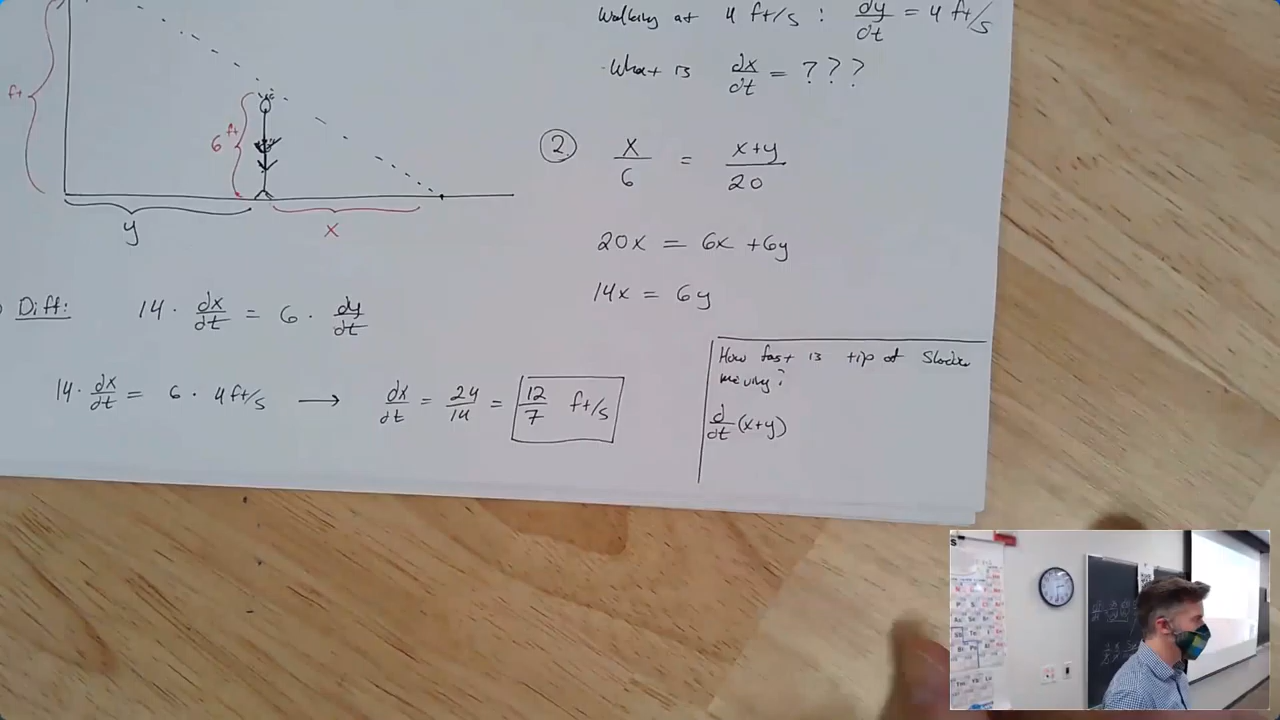 Walking at 4 ft/s : dy/dt = 4 ft/s
What is dx/dt = ? ? ?
ft
6 ft
y
x
2.
x/6 = x+y/20
20x = 6x + 6y
14x = 6y
Diff: 14 · dx/dt = 6 · dy/dt
14 · dx/dt = 6 · 4 ft/s → dx/dt = 24/14 = 12/7 ft/s
How fast is tip of
moving?
d/dt (x+y)